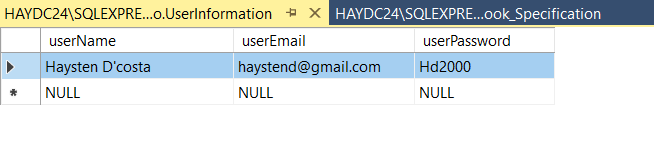 HAYDC24\SQLEXPRE...o.UserInformation HAYDC24\SQLEXPRE...ook_Specification
userName userEmail userPassword
Haysten D'costa haystend@gmail.com Hd2000
* NULL NULL NULL